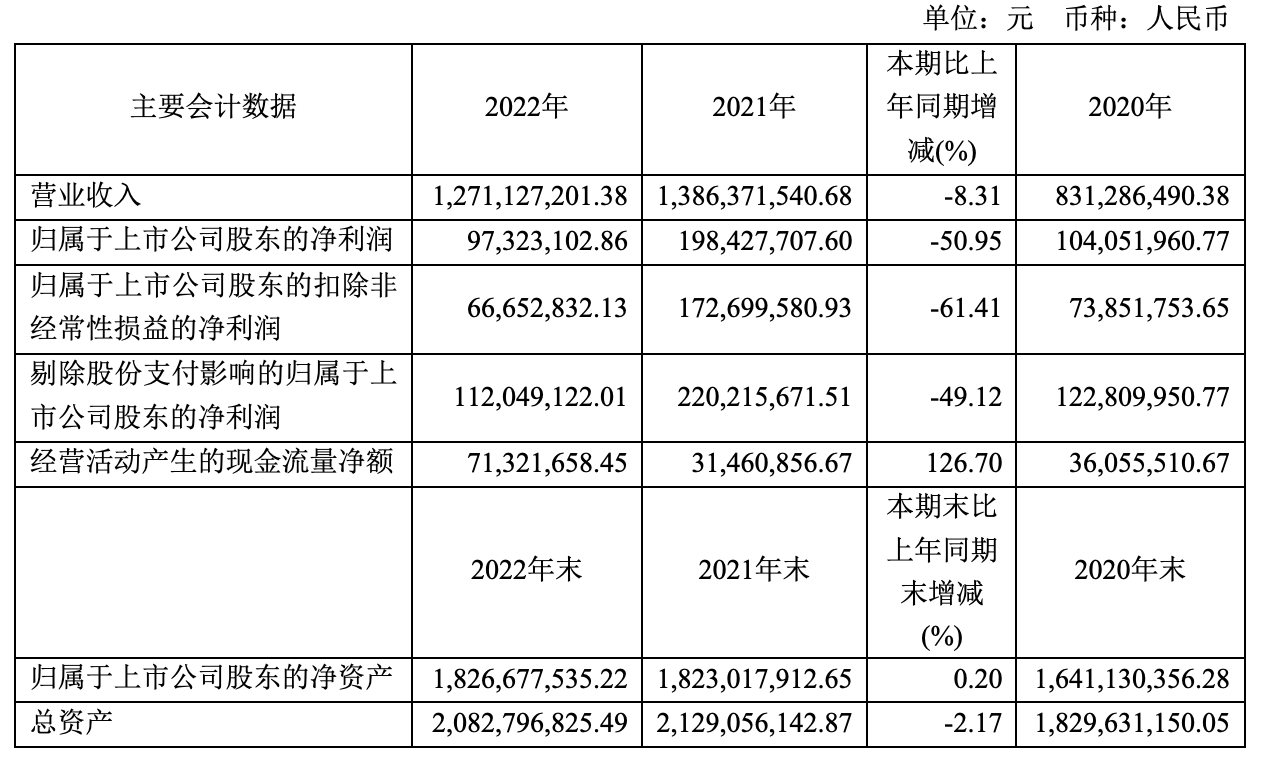 单位：元 币种：人民币
主要会计数据 2022年 2021年 本期比上年同期增减(%) 2020年
营业收入 1,271,127,201.38 1,386,371,540.68 -8.31 831,286,490.38
归属于上市公司股东的净利润 97,323,102.86 198,427,707.60 -50.95 104,051,960.77
归属于上市公司股东的扣除非经常性损益的净利润 66,652,832.13 172,699,580.93 -61.41 73,851,753.65
剔除股份支付影响的归属于上市公司股东的净利润 112,049,122.01 220,215,671.51 -49.12 122,809,950.77
经营活动产生的现金流量净额 71,321,658.45 31,460,856.67 126.70 36,055,510.67
2022年末 2021年末 本期末比上年同期末增减(%) 2020年末
归属于上市公司股东的净资产 1,826,677,535.22 1,823,017,912.65 0.20 1,641,130,356.28
总资产 2,082,796,825.49 2,129,056,142.87 -2.17 1,829,631,150.05